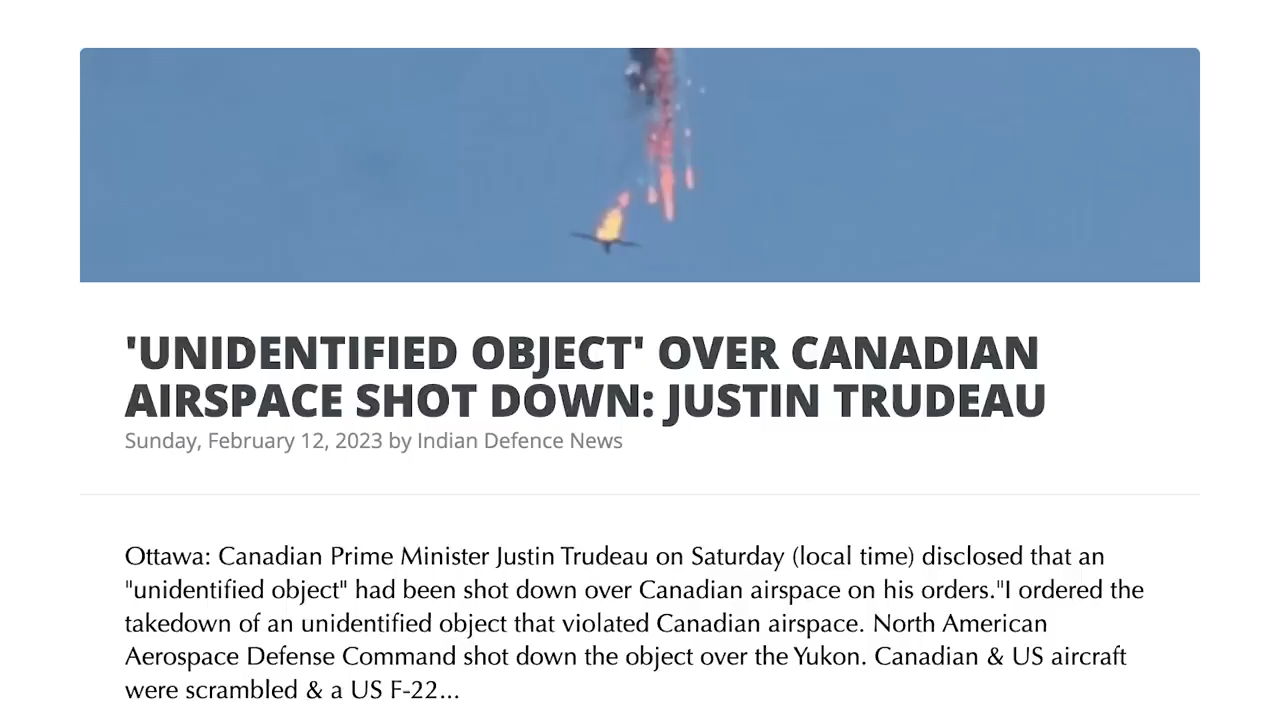 'UNIDENTIFIED OBJECT' OVER CANADIAN
AIRSPACE SHOT DOWN: JUSTIN TRUDEAU
Sunday, February 12, 2023 by Indian Defence News
Ottawa: Canadian Prime Minister Justin Trudeau on Saturday (local time) disclosed that an
"unidentified object" had been shot down over Canadian airspace on his orders."I ordered the
takedown of an unidentified object that violated Canadian airspace. North American
Aerospace Defense Command shot down the object over the Yukon. Canadian & US aircraft
were scrambled & a US F-22...